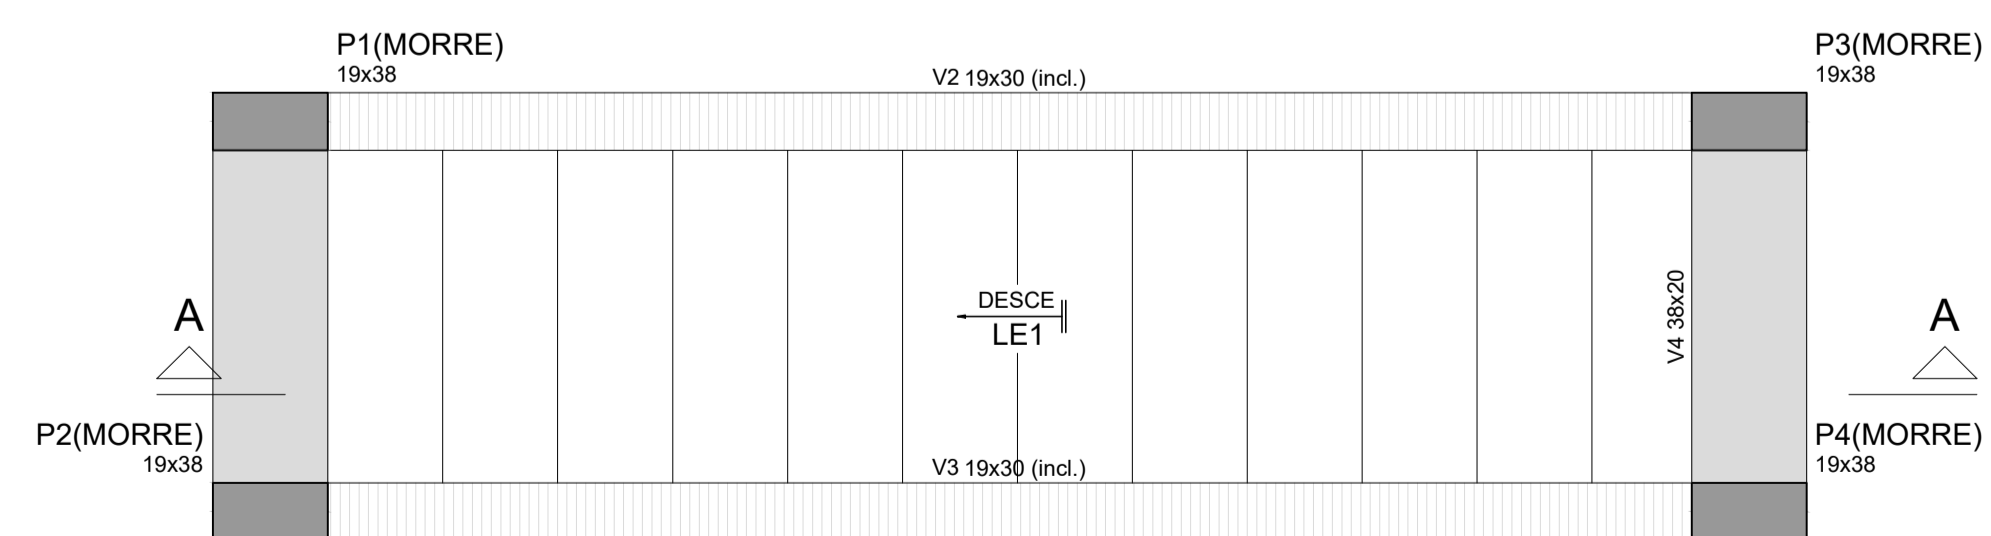 P1(MORRE)
19x38
V2 19x30 (incl.)
P3(MORRE)
19x38
DESCE
LE1
V4 38x20
A
A
P2(MORRE)
19x38
V3 19x30 (incl.)
P4(MORRE)
19x38